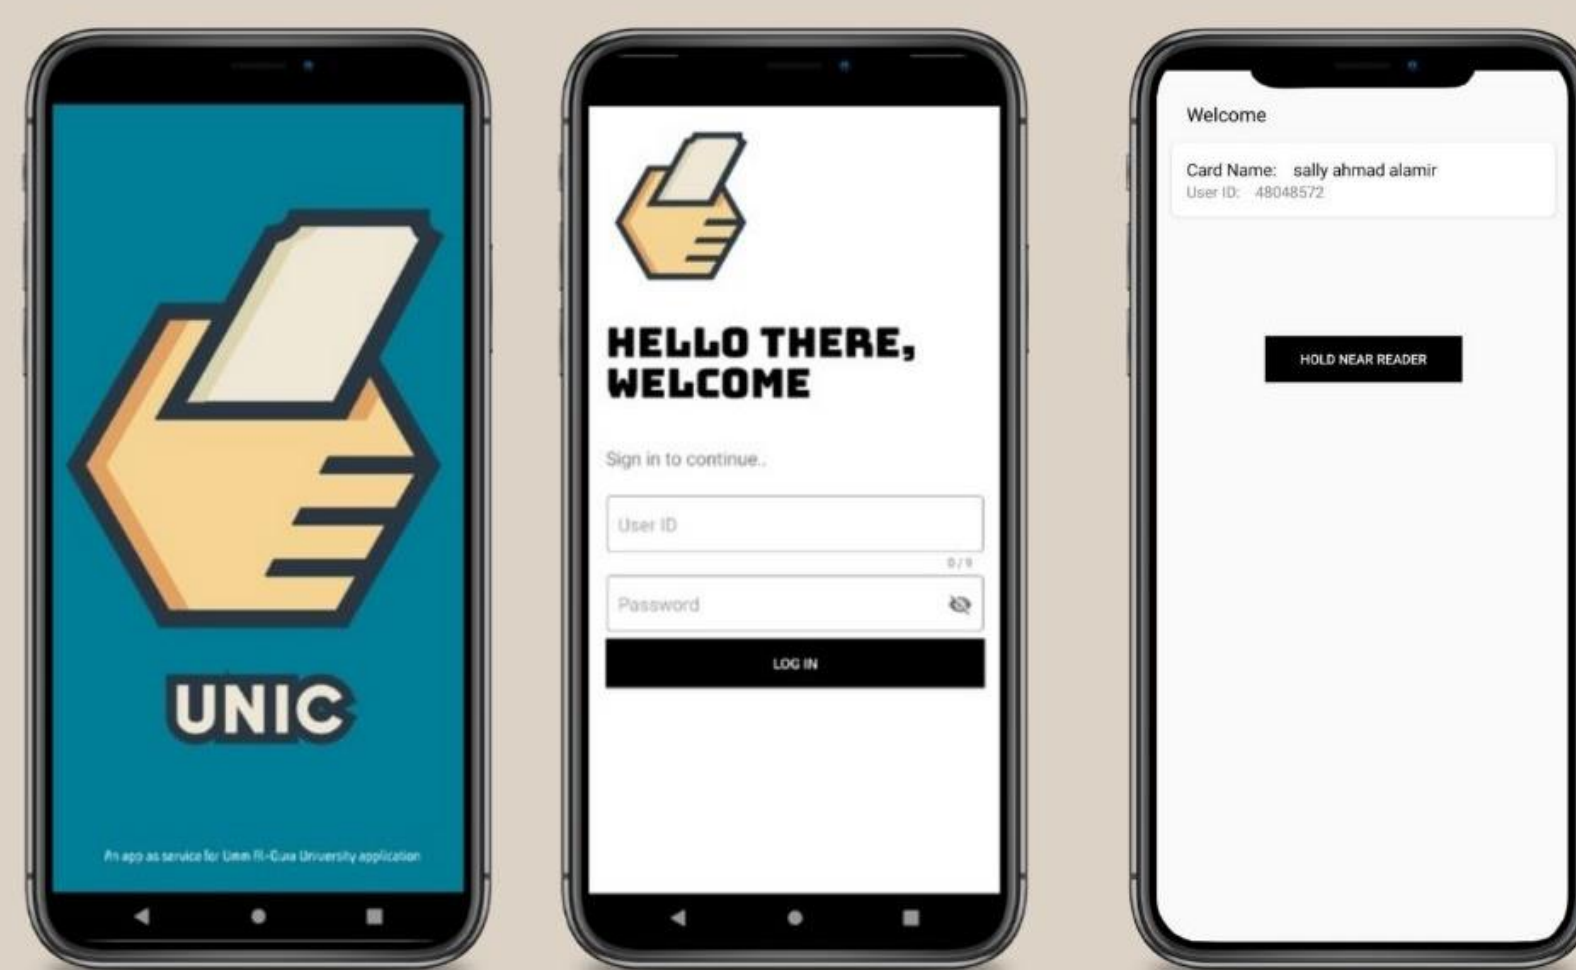 UNIC
An app as service for Umm Al-Qura University application
HELLO THERE,
WELCOME
Sign in to continue..
User ID
0 / 9
Password
LOG IN
Welcome
Card Name: sally ahmad alamir
User ID: 48048572
HOLD NEAR READER